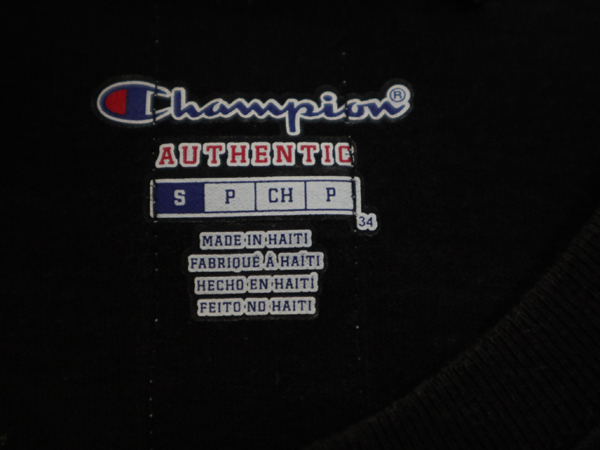 Champion®
AUTHENTIC
S P CH P
34
MADE IN HAITI
FABRIQUÉ À HAÏTI
HECHO EN HAITÍ
FEITO NO HAITI